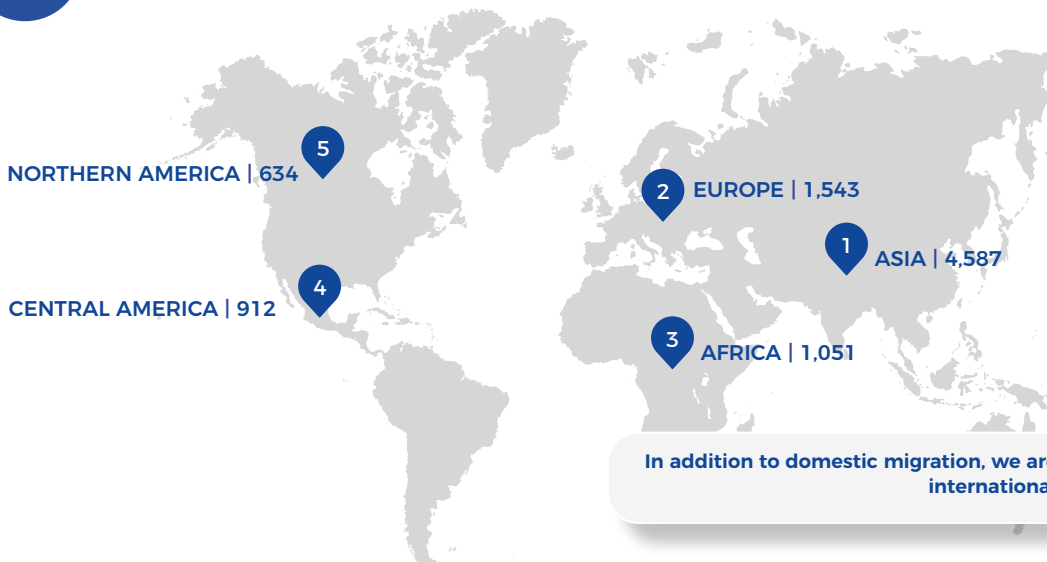 5
NORTHERN AMERICA | 634
2
EUROPE | 1,543
1
ASIA | 4,587
4
CENTRAL AMERICA | 912
3
AFRICA | 1,051
In addition to domestic migration, we are
internationa